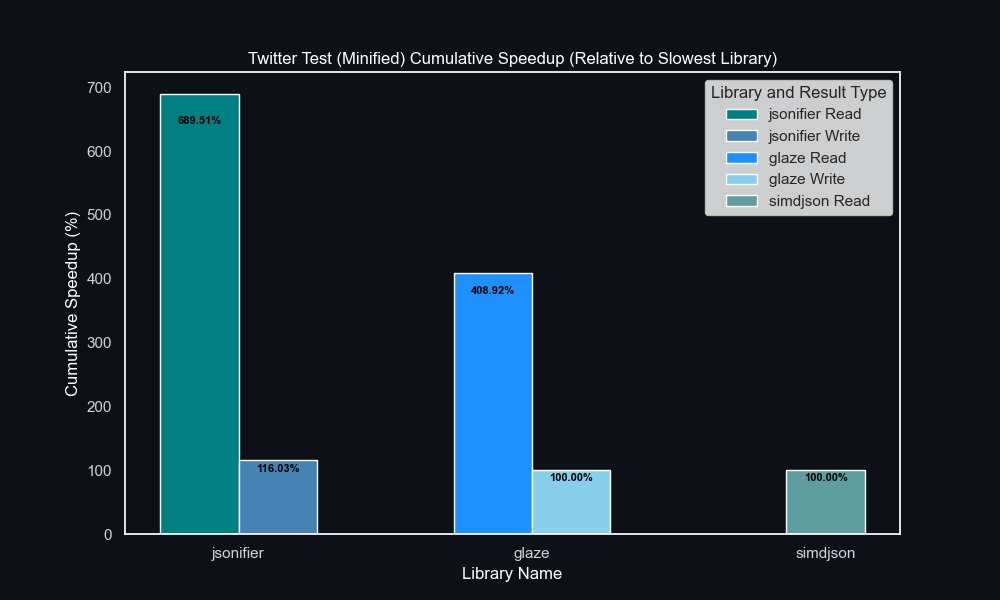 Twitter Test (Minified) Cumulative Speedup (Relative to Slowest Library)
Cumulative Speedup (%)
700
600
500
400
300
200
100
0
689.51%
116.03%
408.92%
100.00%
100.00%
Library and Result Type
jsonifier Read
jsonifier Write
glaze Read
glaze Write
simdjson Read
jsonifier
glaze
simdjson
Library Name